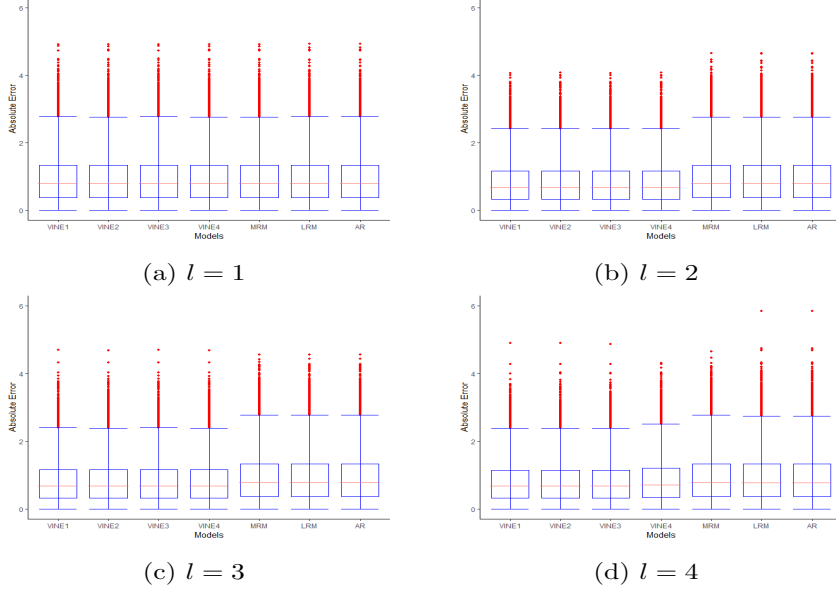 6
4
2
0
Absolute Error
VINE1 VINE2 VINE3 VINE4 MRM LRM AR
Models
(a) l = 1
6
4
2
0
Absolute Error
VINE1 VINE2 VINE3 VINE4 MRM LRM AR
Models
(b) l = 2
6
4
2
0
Absolute Error
VINE1 VINE2 VINE3 VINE4 MRM LRM AR
Models
(c) l = 3
6
4
2
0
Absolute Error
VINE1 VINE2 VINE3 VINE4 MRM LRM AR
Models
(d) l = 4